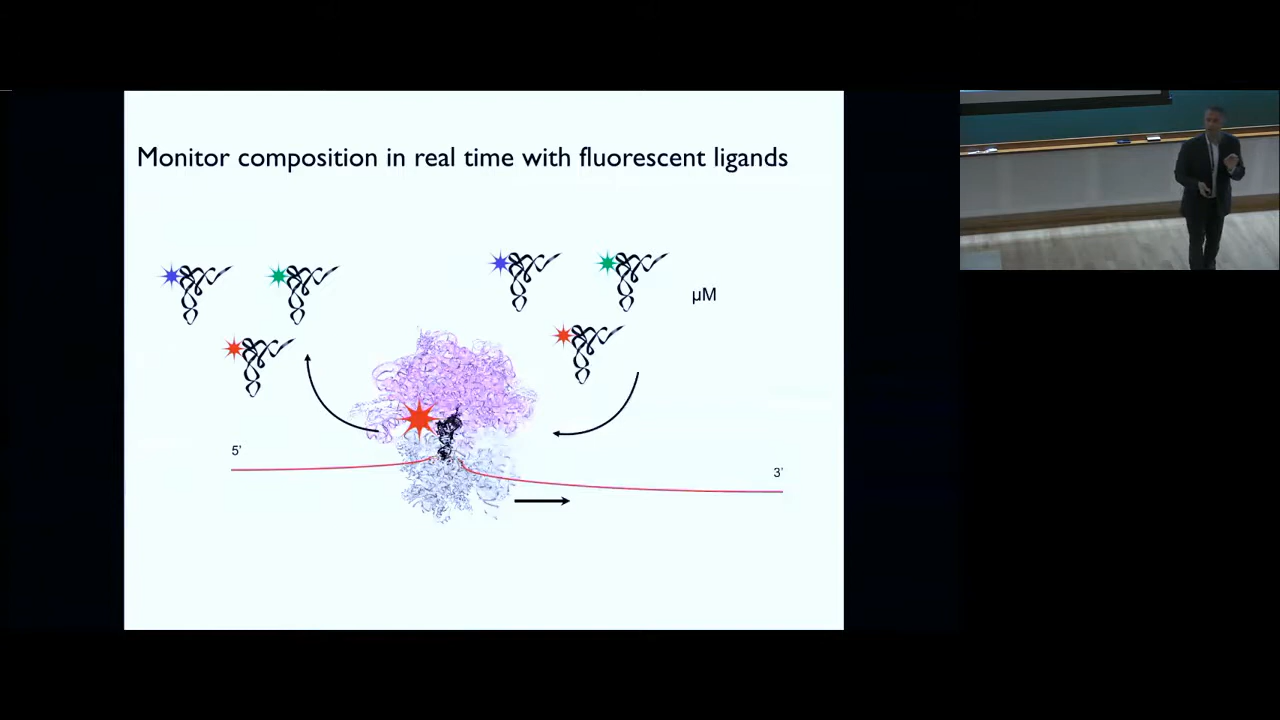 Monitor composition in real time with fluorescent ligands
µM
5’
3’